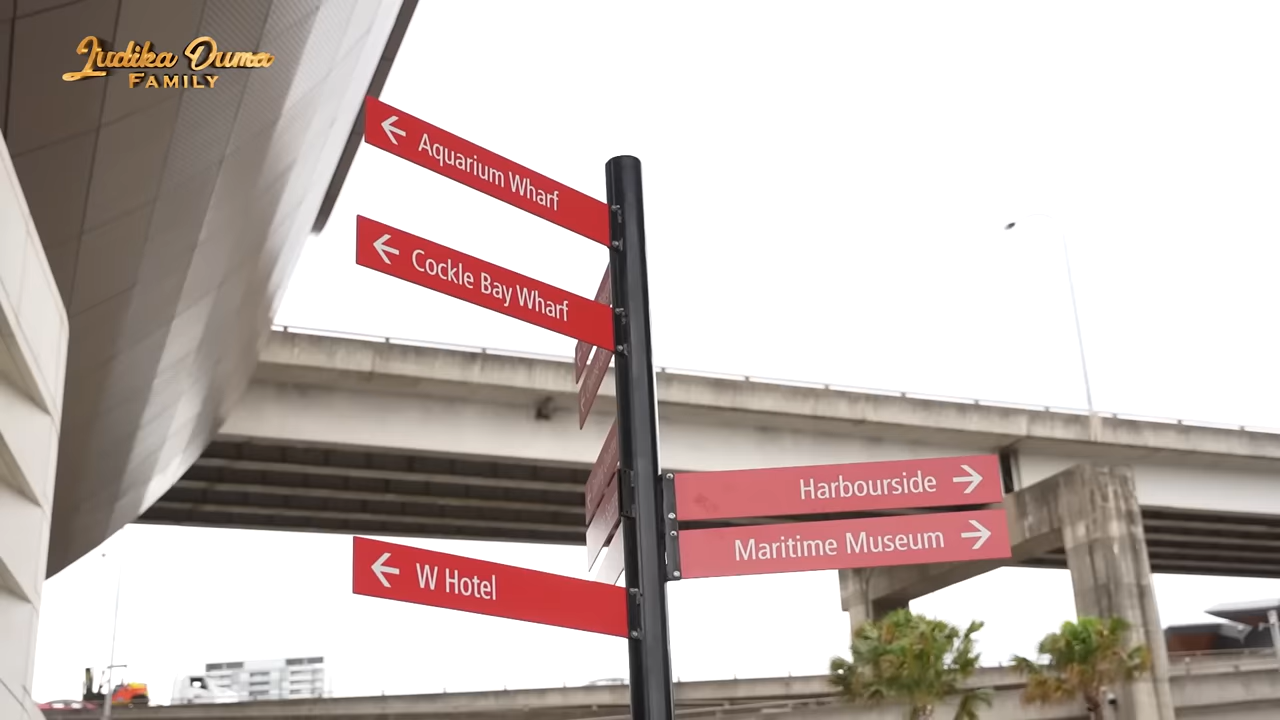 Judika Duma
FAMILY
Aquarium Wharf
Cockle Bay Wharf
Harbourside
Maritime Museum
W Hotel